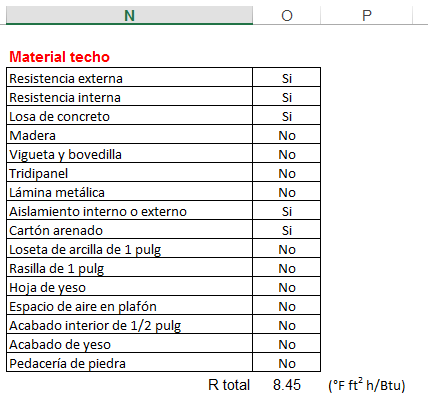 N O P
Material techo
Resistencia externa Si
Resistencia interna Si
Losa de concreto Si
Madera No
Vigueta y bovedilla No
Tridipanel No
Lámina metálica No
Aislamiento interno o externo Si
Cartón arenado Si
Loseta de arcilla de 1 pulg No
Rasilla de 1 pulg No
Hoja de yeso No
Espacio de aire en plafón No
Acabado interior de 1/2 pulg No
Acabado de yeso No
Pedacería de piedra No
R total 8.45 (°F ft² h/Btu)